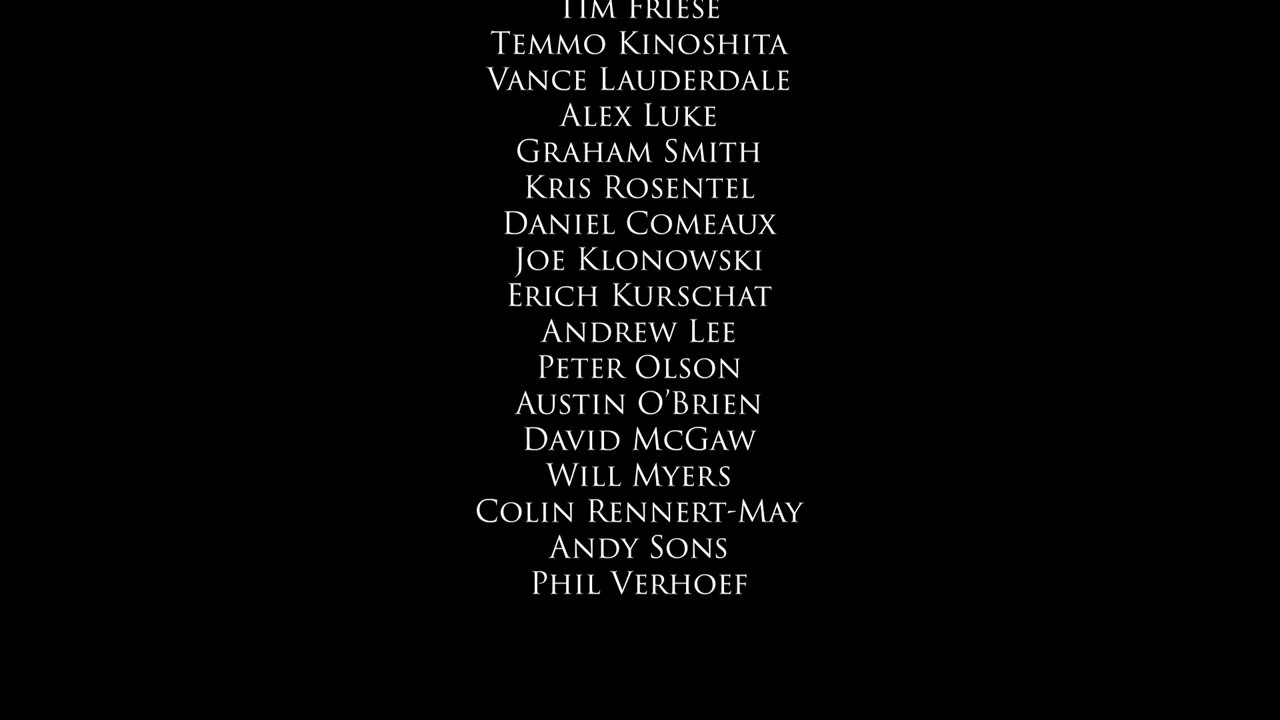 Tim Friese
Temmo Kinoshita
Vance Lauderdale
Alex Luke
Graham Smith
Kris Rosentel
Daniel Comeaux
Joe Klonowski
Erich Kurschat
Andrew Lee
Peter Olson
Austin O’Brien
David McGaw
Will Myers
Colin Rennert-May
Andy Sons
Phil Verhoef